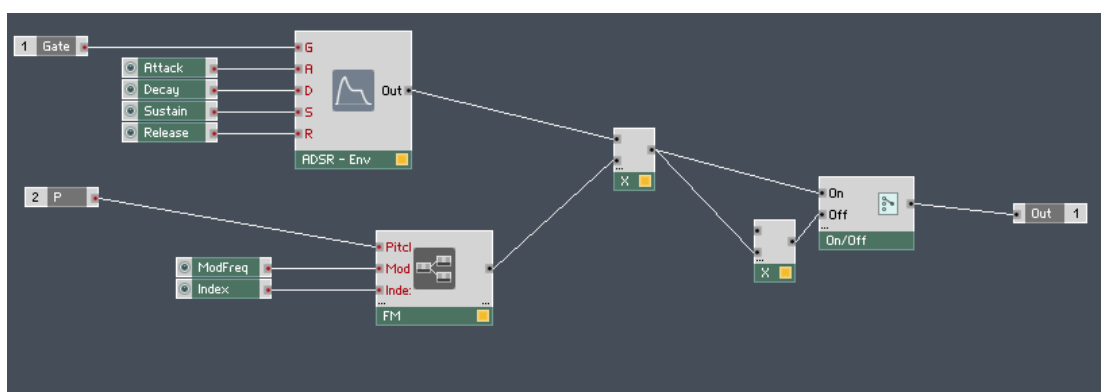 1 Gate
G
Attack
A
Decay
D
Out
Sustain
S
Release
R
ADSR - Env
...
X
2 P
On
Off
Out 1
...
On/Off
Pitcl
ModFreq
Mod
Index
Inde:
... ...
FM
...
X